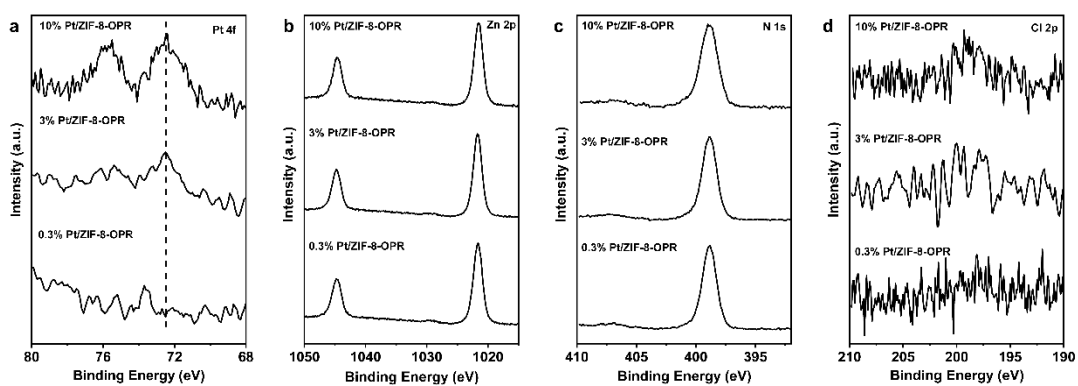 a
10% Pt/ZIF-8-OPR
Pt 4f
3% Pt/ZIF-8-OPR
0.3% Pt/ZIF-8-OPR
Intensity (a.u.)
80 76 72 68
Binding Energy (eV)
b
10% Pt/ZIF-8-OPR
Zn 2p
3% Pt/ZIF-8-OPR
0.3% Pt/ZIF-8-OPR
Intensity (a.u.)
1050 1040 1030 1020
Binding Energy (eV)
c
10% Pt/ZIF-8-OPR
N 1s
3% Pt/ZIF-8-OPR
0.3% Pt/ZIF-8-OPR
Intensity (a.u.)
410 405 400 395
Binding Energy (eV)
d
10% Pt/ZIF-8-OPR
Cl 2p
3% Pt/ZIF-8-OPR
0.3% Pt/ZIF-8-OPR
Intensity (a.u.)
210 205 200 195 190
Binding Energy (eV)